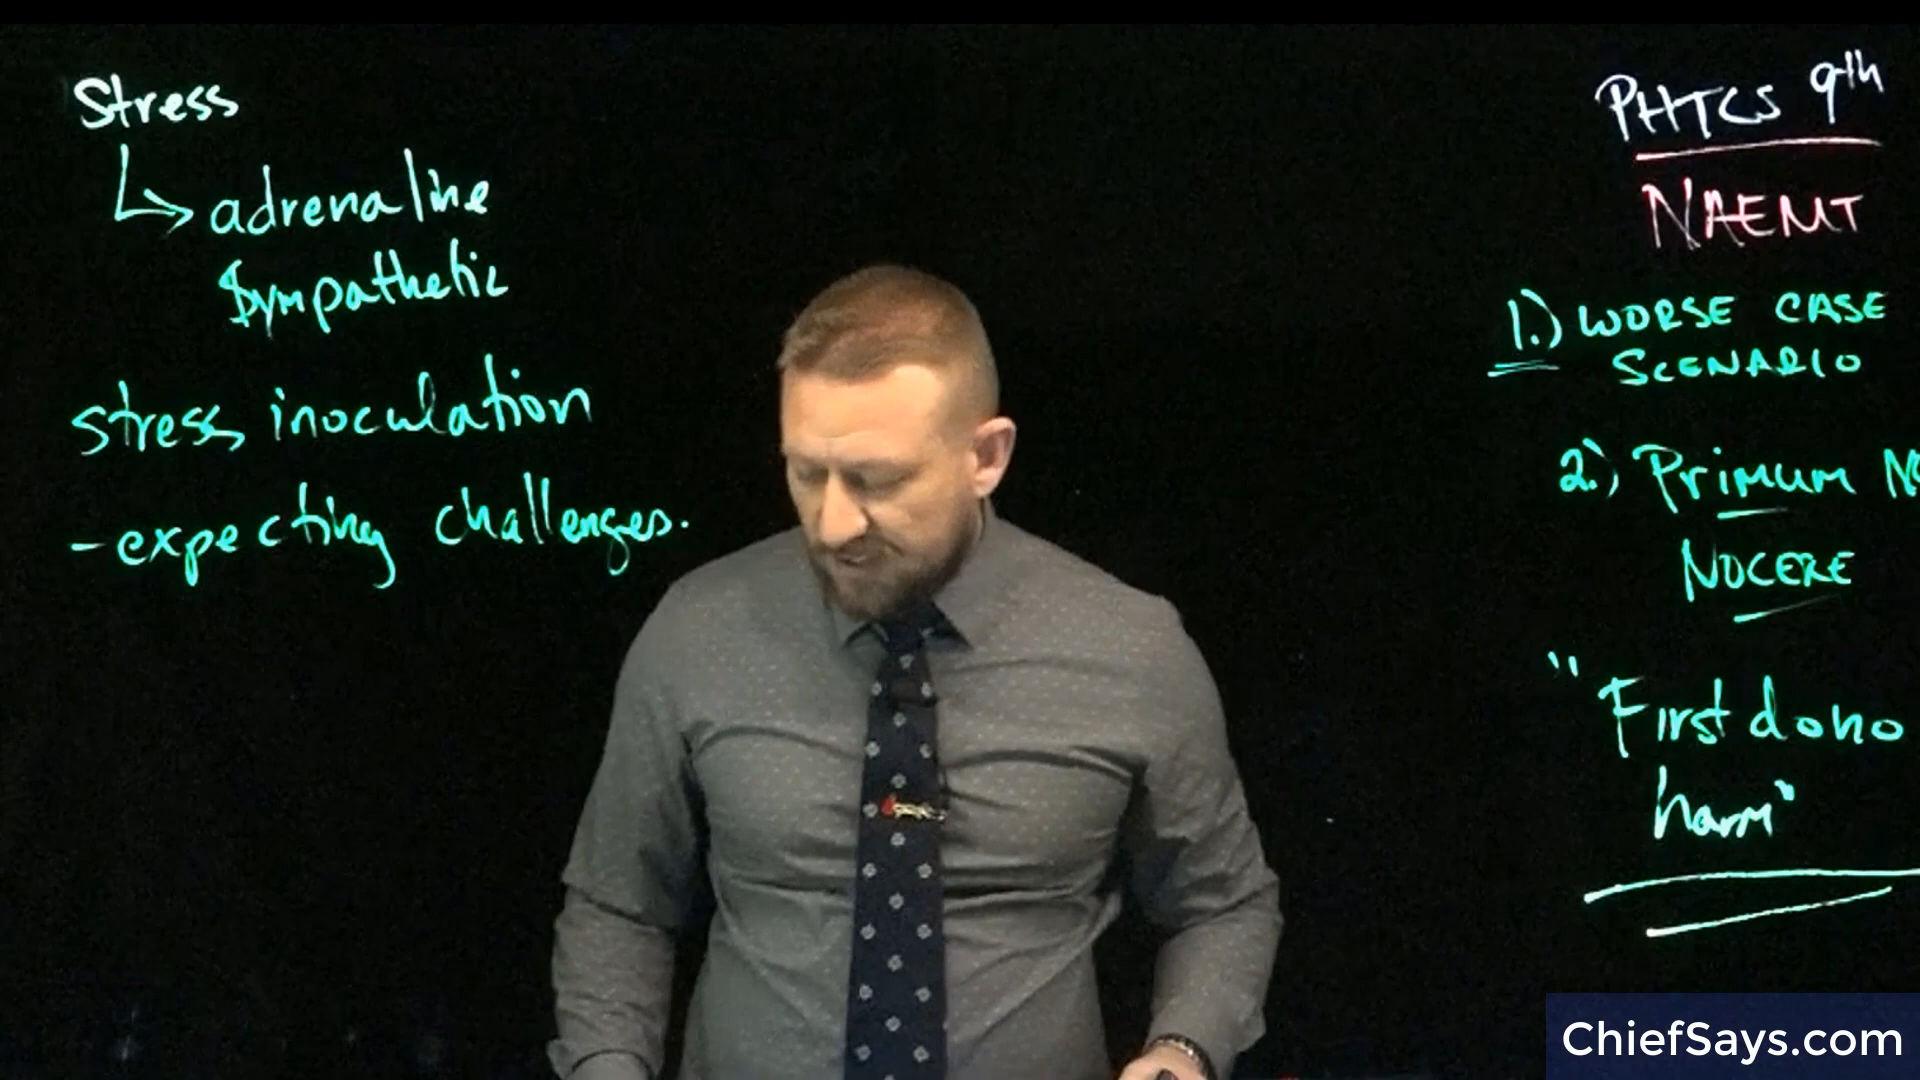 Stress
adrenaline
Sympathetic
stress inoculation
- expecting challenges.
PHTCS 9th
NAEMT
1.) WORSE CASE
SCENARIO
2.) Primum N
NOCERE
"First do no
harm"
ChiefSays.com